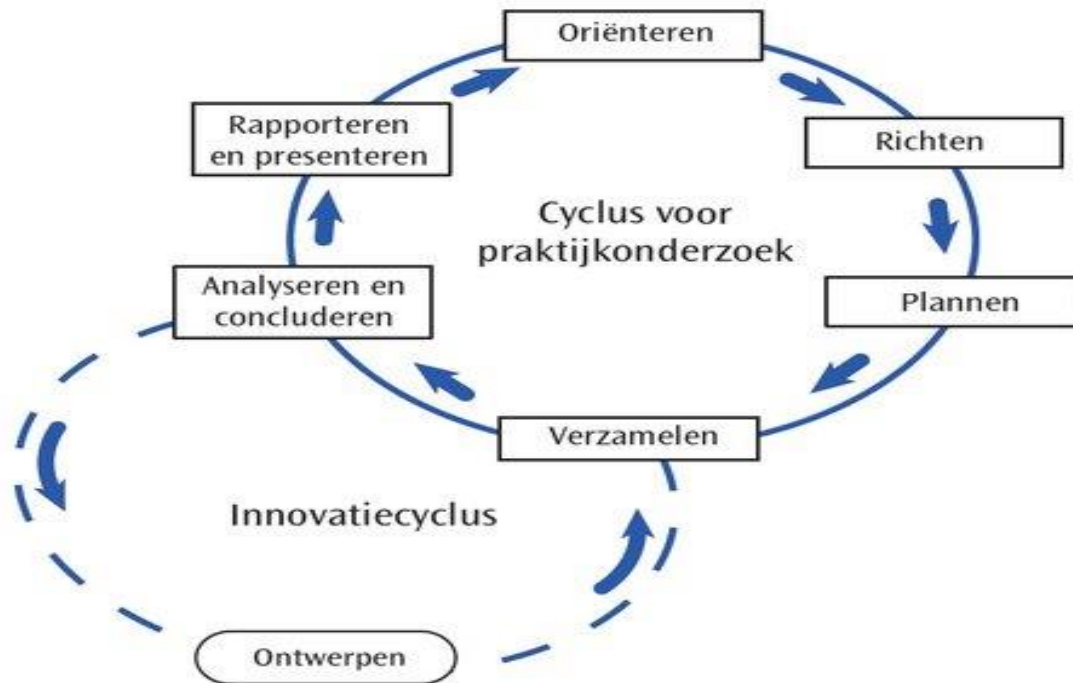 Oriënteren
Rapporteren
en presenteren
Richten
Cyclus voor
praktijkonderzoek
Analyseren en
concluderen
Plannen
Verzamelen
Innovatiecyclus
Ontwerpen